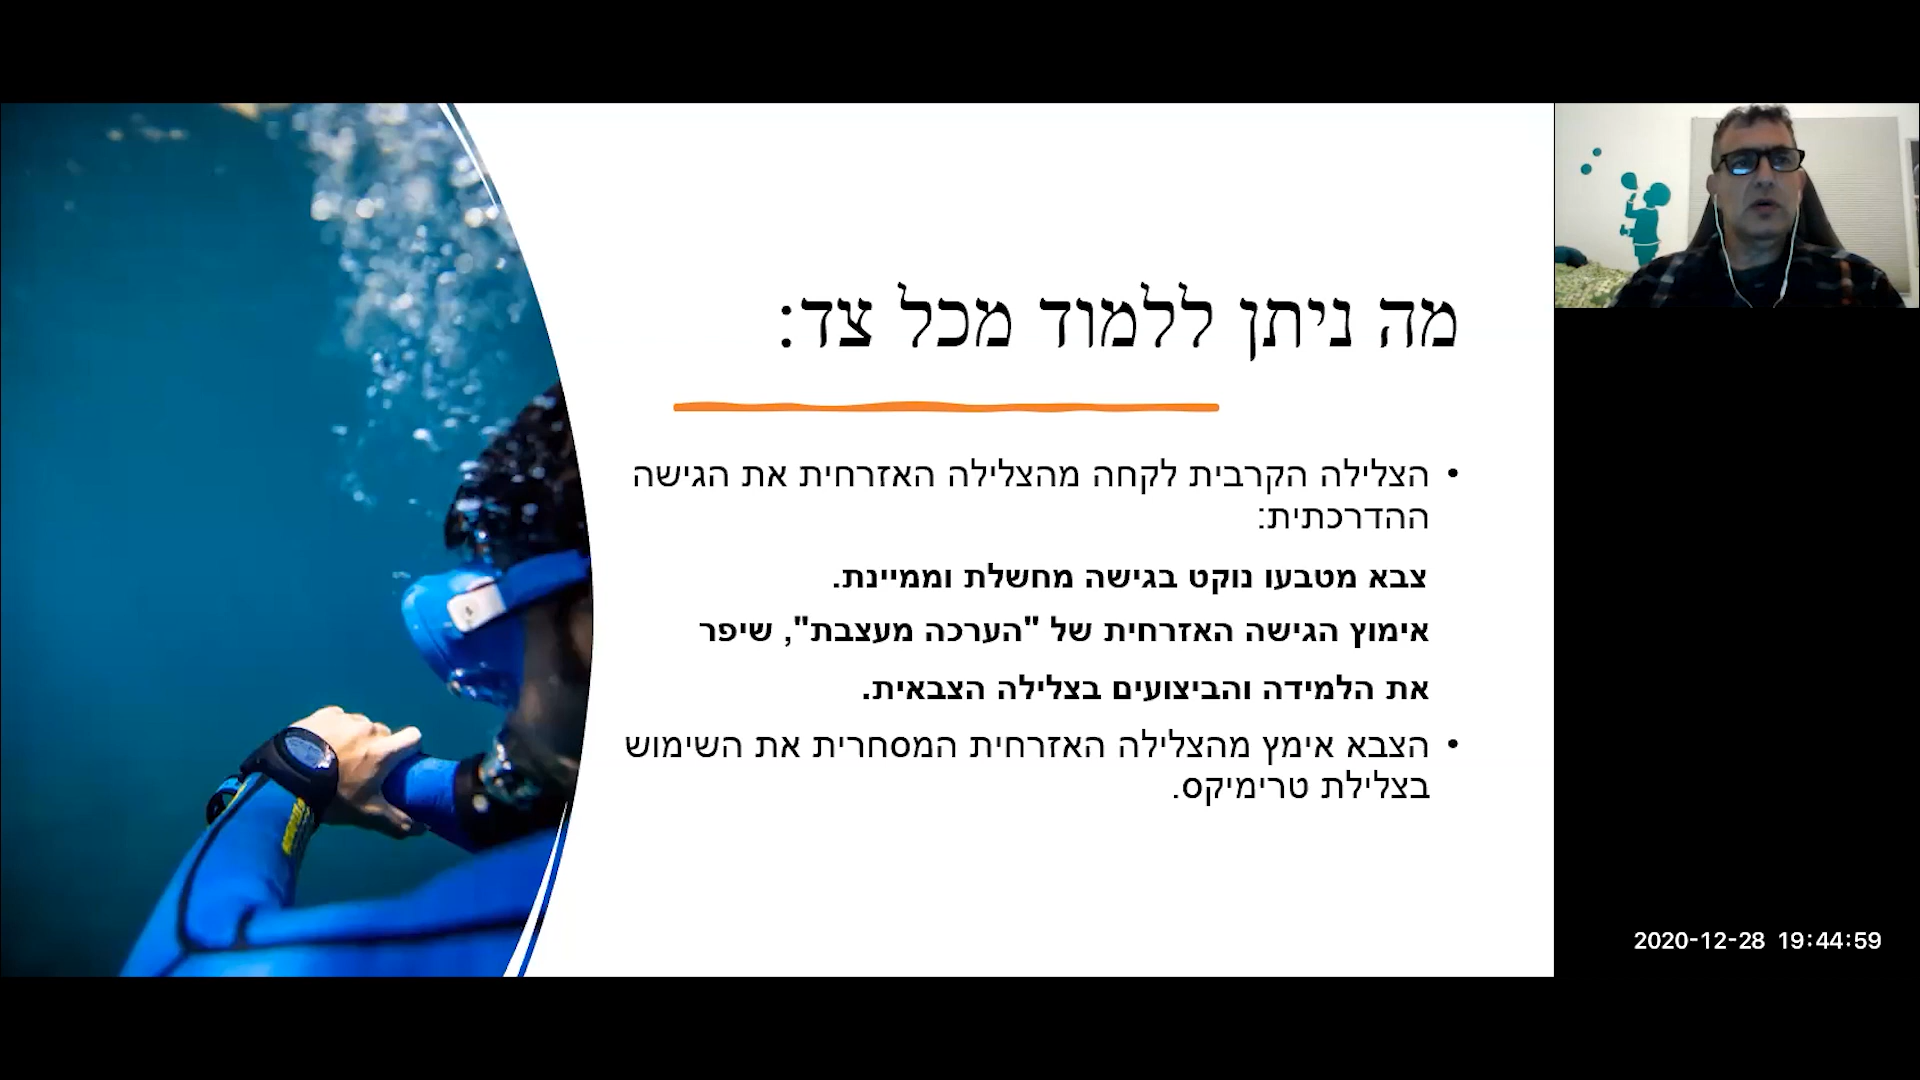 מה ניתן ללמוד מכל צד:
• הצלילה הקרבית לקחה מהצלילה האזרחית את הגישה
ההדרכתית:
צבא מטבעו נוקט בגישה מחשלת וממיינת.
אימוץ הגישה האזרחית של "הערכה מעצבת", שיפר
את הלמידה והביצועים בצלילה הצבאית.
• הצבא אימץ מהצלילה האזרחית המסחרית את השימוש
בצלילת טרימיקס.
2020-12-28 19:44:59